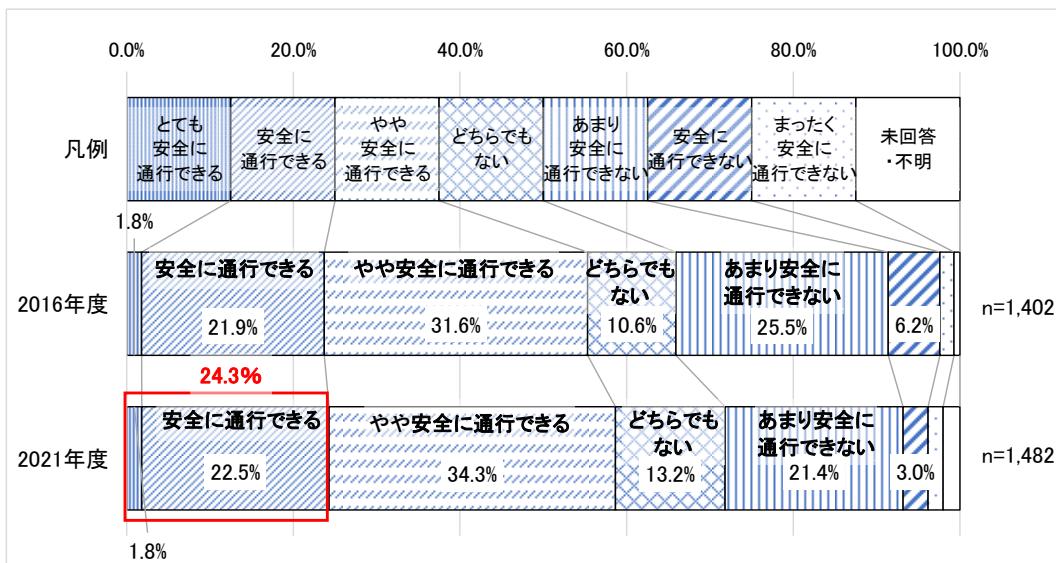 0.0%
20.0%
40.0%
60.0%
80.0%
100.0%
凡例
とても
安全に
通行できる
安全に
通行できる
やや
安全に
通行できる
どちらでも
ない
あまり
安全に
通行できない
安全に
通行できない
まったく
安全に
通行できない
未回答
・不明
1.8%
2016年度
安全に通行できる
21.9%
やや安全に通行できる
31.6%
どちらでも
ない
10.6%
あまり安全に
通行できない
25.5%
6.2%
n=1,402
24.3%
2021年度
安全に通行できる
22.5%
やや安全に通行できる
34.3%
どちらでも
ない
13.2%
あまり安全に
通行できない
21.4%
3.0%
n=1,482
1.8%